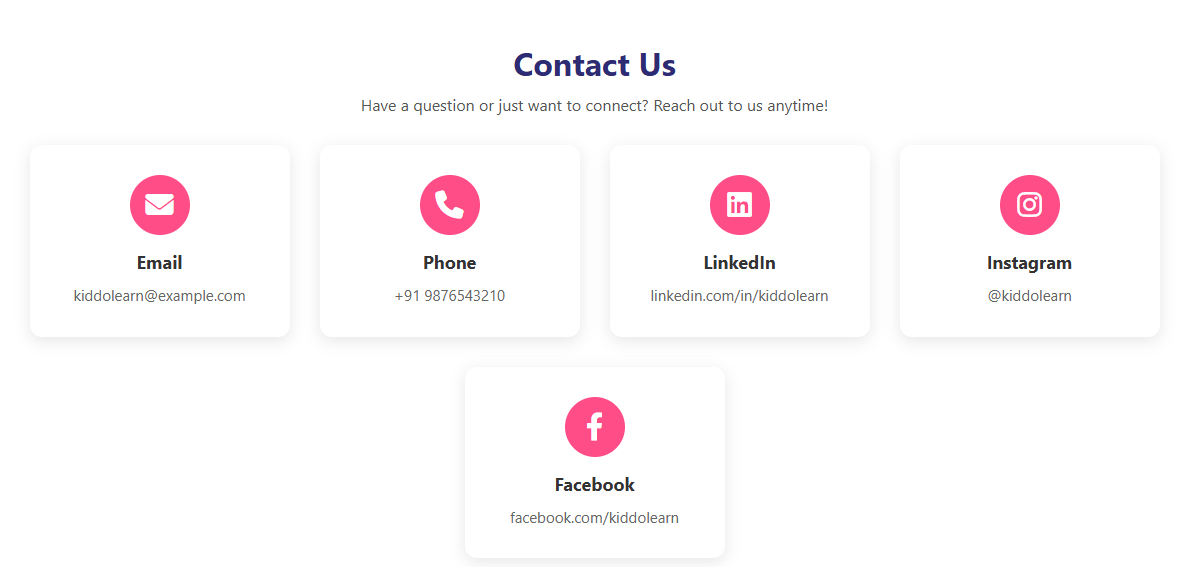 Contact Us
Have a question or just want to connect? Reach out to us anytime!
Email
kiddolearn@example.com
Phone
+91 9876543210
LinkedIn
linkedin.com/in/kiddolearn
Instagram
@kiddolearn
Facebook
facebook.com/kiddolearn